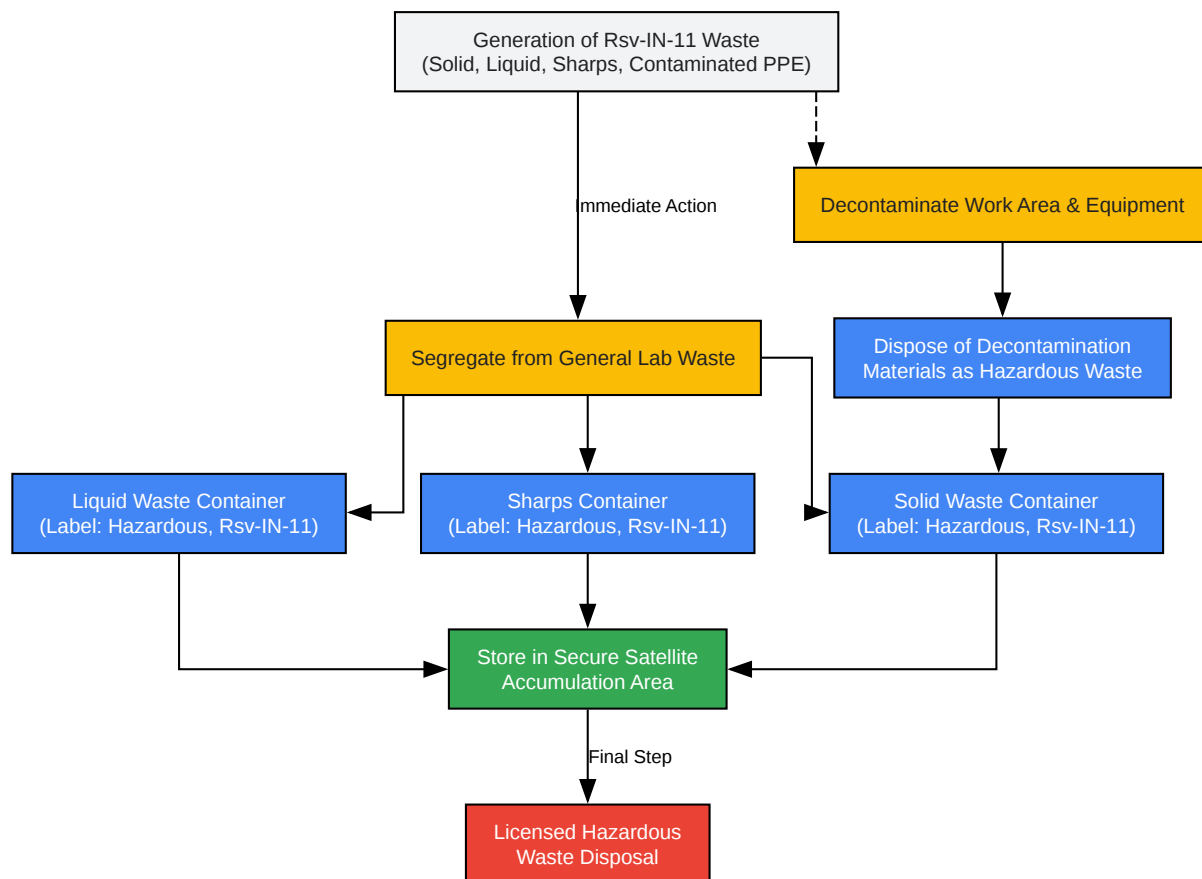 Generation of Rsv-IN-11 Waste
(Solid, Liquid, Sharps, Contaminated PPE)
Decontaminate Work Area & Equipment
Immediate Action
Segregate from General Lab Waste
Dispose of Decontamination
Materials as Hazardous Waste
Liquid Waste Container
(Label: Hazardous, Rsv-IN-11)
Sharps Container
(Label: Hazardous, Rsv-IN-11)
Solid Waste Container
(Label: Hazardous, Rsv-IN-11)
Store in Secure Satellite
Accumulation Area
Final Step
Licensed Hazardous
Waste Disposal